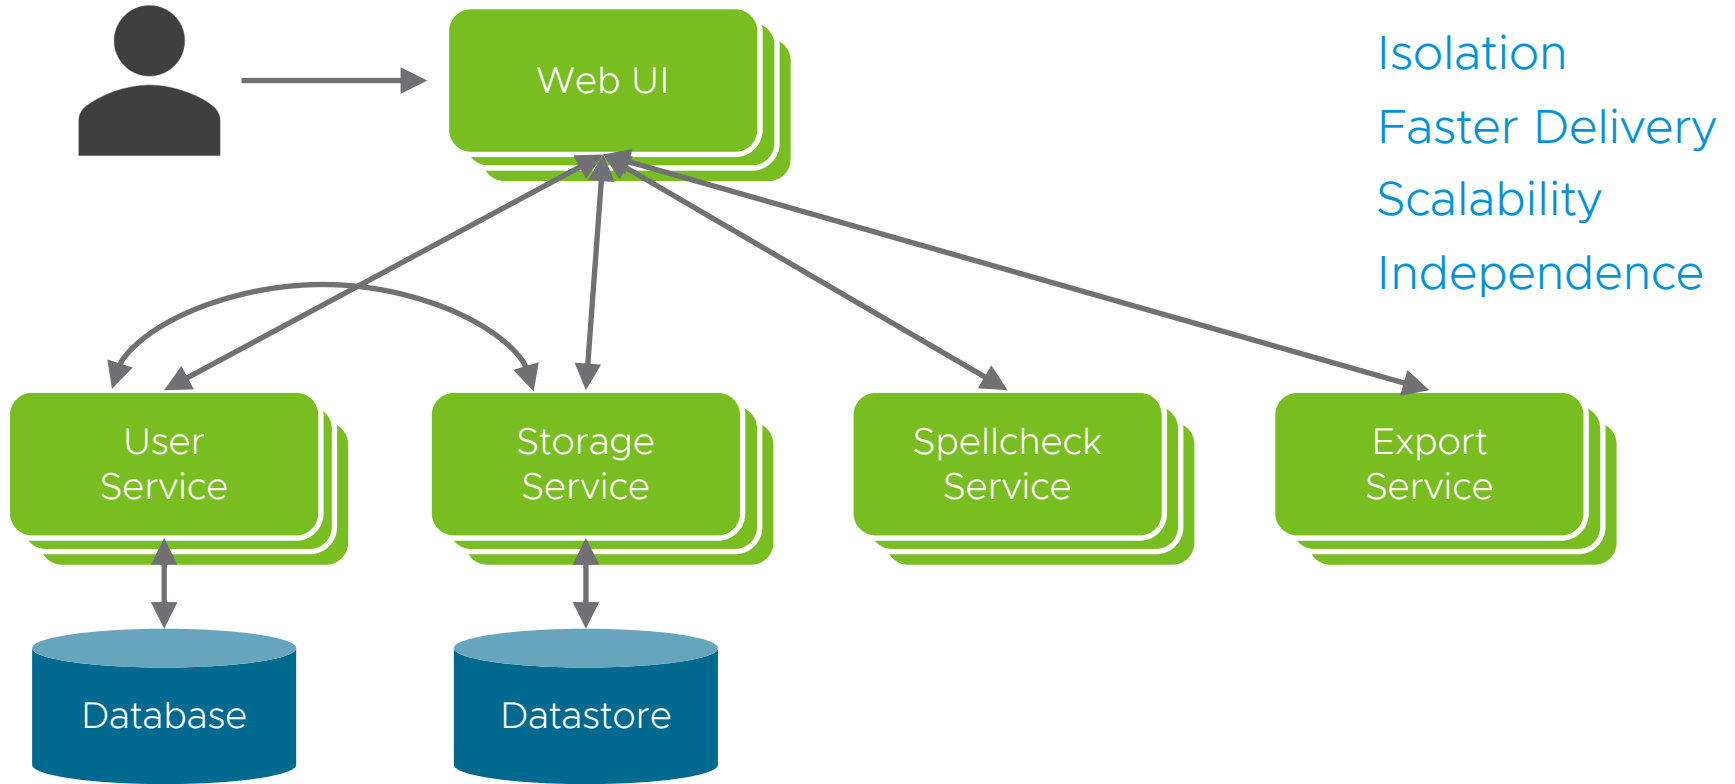 Web UI
Isolation
Faster Delivery
Scalability
Independence
User
Service
Storage
Service
Spellcheck
Service
Export
Service
Database
Datastore